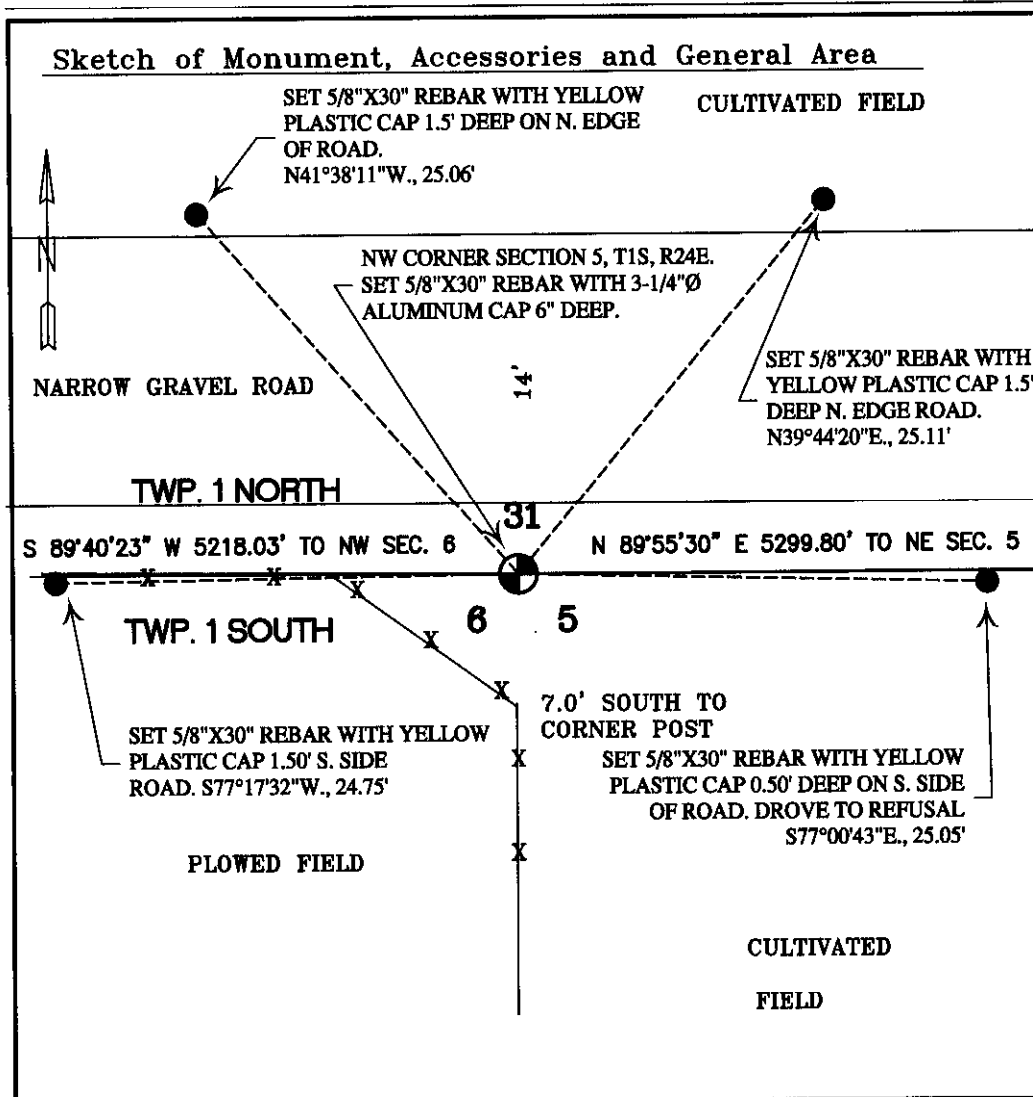 Sketch of Monument, Accessories and General Area
SET 5/8"X30" REBAR WITH YELLOW
PLASTIC CAP 1.5' DEEP ON N. EDGE
OF ROAD.
N41°38'11"W., 25.06'
CULTIVATED FIELD
N
NW CORNER SECTION 5, T1S, R24E.
SET 5/8"X30" REBAR WITH 3-1/4"Ø
ALUMINUM CAP 6" DEEP.
NARROW GRAVEL ROAD
14'
SET 5/8"X30" REBAR WITH
YELLOW PLASTIC CAP 1.5'
DEEP N. EDGE ROAD.
N39°44'20"E., 25.11'
TWP. 1 NORTH
31
S 89°40'23" W 5218.03' TO NW SEC. 6
N 89°55'30" E 5299.80' TO NE SEC. 5
X X X X X X X
TWP. 1 SOUTH
6 5
7.0' SOUTH TO
CORNER POST
SET 5/8"X30" REBAR WITH YELLOW
PLASTIC CAP 1.50' S. SIDE
ROAD. S77°17'32"W., 24.75'
SET 5/8"X30" REBAR WITH YELLOW
PLASTIC CAP 0.50' DEEP ON S. SIDE
OF ROAD. DROVE TO REFUSAL
S77°00'43"E., 25.05'
PLOWED FIELD
CULTIVATED
FIELD